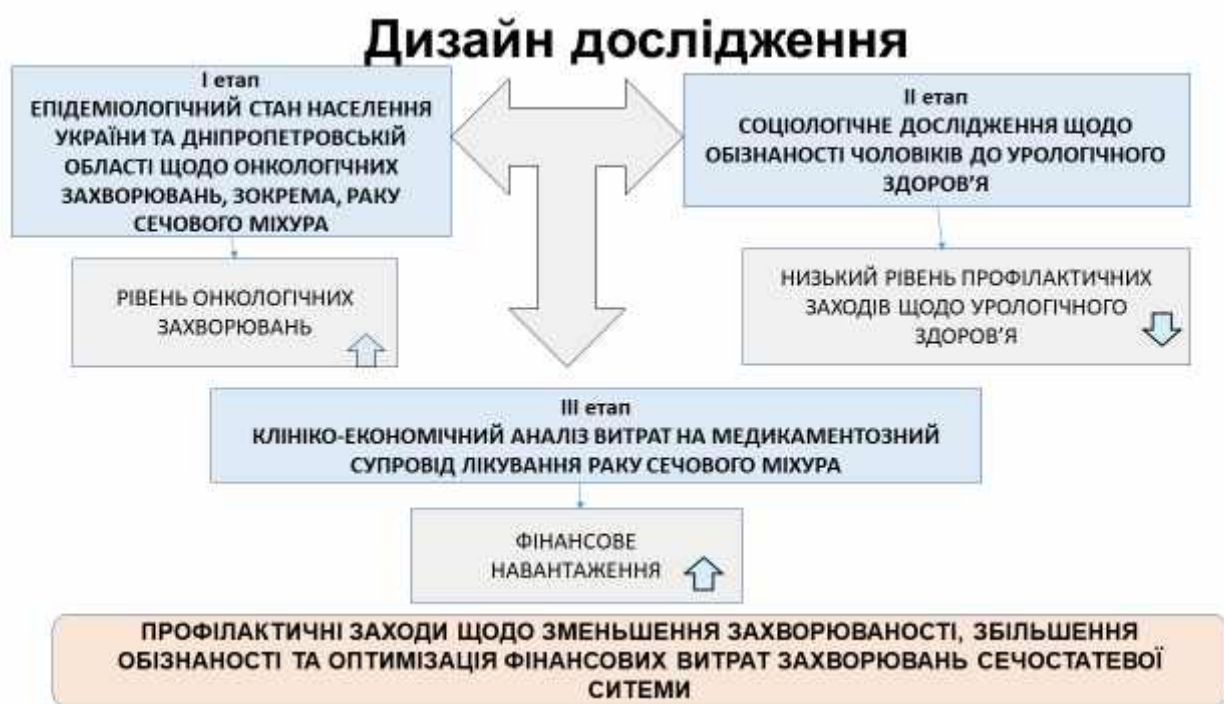 Дизайн дослідження
І етап
ЕПІДЕМІОЛОГІЧНИЙ СТАН НАСЕЛЕННЯ
УКРАЇНИ ТА ДНІПРОПЕТРОВСЬКІЙ
ОБЛАСТІ ЩОДО ОНКОЛОГІЧНИХ
ЗАХВОРЮВАНЬ, ЗОКРЕМА, РАКУ
СЕЧОВОГО МІХУРА
РІВЕНЬ ОНКОЛОГІЧНИХ
ЗАХВОРЮВАНЬ
ІІ етап
СОЦІОЛОГІЧНЕ ДОСЛІДЖЕННЯ ЩОДО
ОБІЗНАНОСТІ ЧОЛОВІКІВ ДО УРОЛОГІЧНОГО
ЗДОРОВ’Я
НИЗЬКИЙ РІВЕНЬ ПРОФІЛАКТИЧНИХ
ЗАХОДІВ ЩОДО УРОЛОГІЧНОГО
ЗДОРОВ’Я
ІІІ етап
КЛІНІКО-ЕКОНОМІЧНИЙ АНАЛІЗ ВИТРАТ НА МЕДИКАМЕНТОЗНИЙ
СУПРОВІД ЛІКУВАННЯ РАКУ СЕЧОВОГО МІХУРА
ФІНАНСОВЕ
НАВАНТАЖЕННЯ
ПРОФІЛАКТИЧНІ ЗАХОДИ ЩОДО ЗМЕНЬШЕННЯ ЗАХВОРЮВАНОСТІ, ЗБІЛЬШЕННЯ
ОБІЗНАНОСТІ ТА ОПТИМІЗАЦІЯ ФІНАНСОВИХ ВИТРАТ ЗАХВОРЮВАНЬ СЕЧОСТАТЕВОЇ
СИТЕМИ